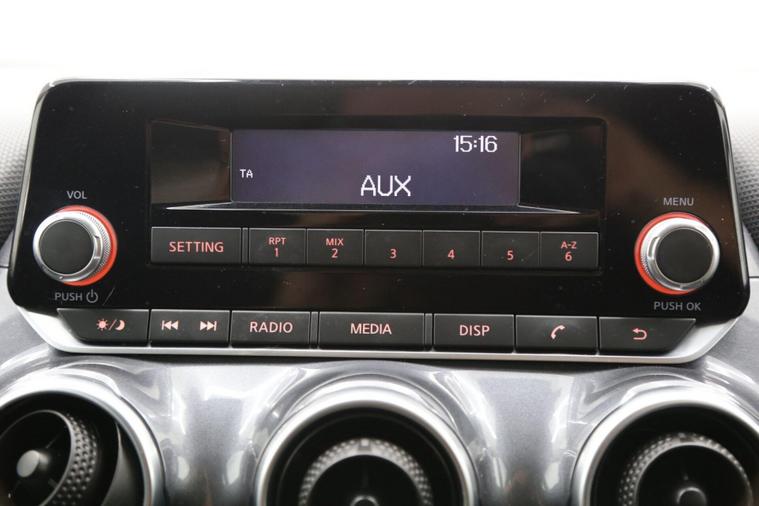 15:16
TA
AUX
VOL
MENU
SETTING
RPT
1
MIX
2
3
4
5
A-Z
6
PUSH
PUSH OK
RADIO
MEDIA
DISP